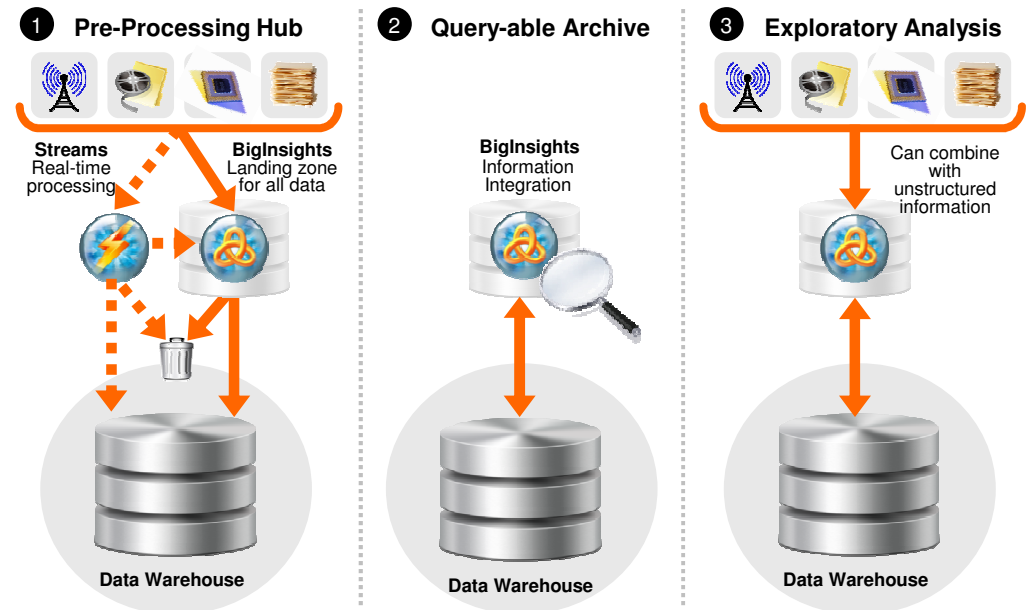 1 Pre-Processing Hub
Streams
Real-time
processing
BigInsights
Landing zone
for all data
Data Warehouse
2 Query-able Archive
BigInsights
Information
Integration
Data Warehouse
3 Exploratory Analysis
Can combine
with
unstructured
information
Data Warehouse